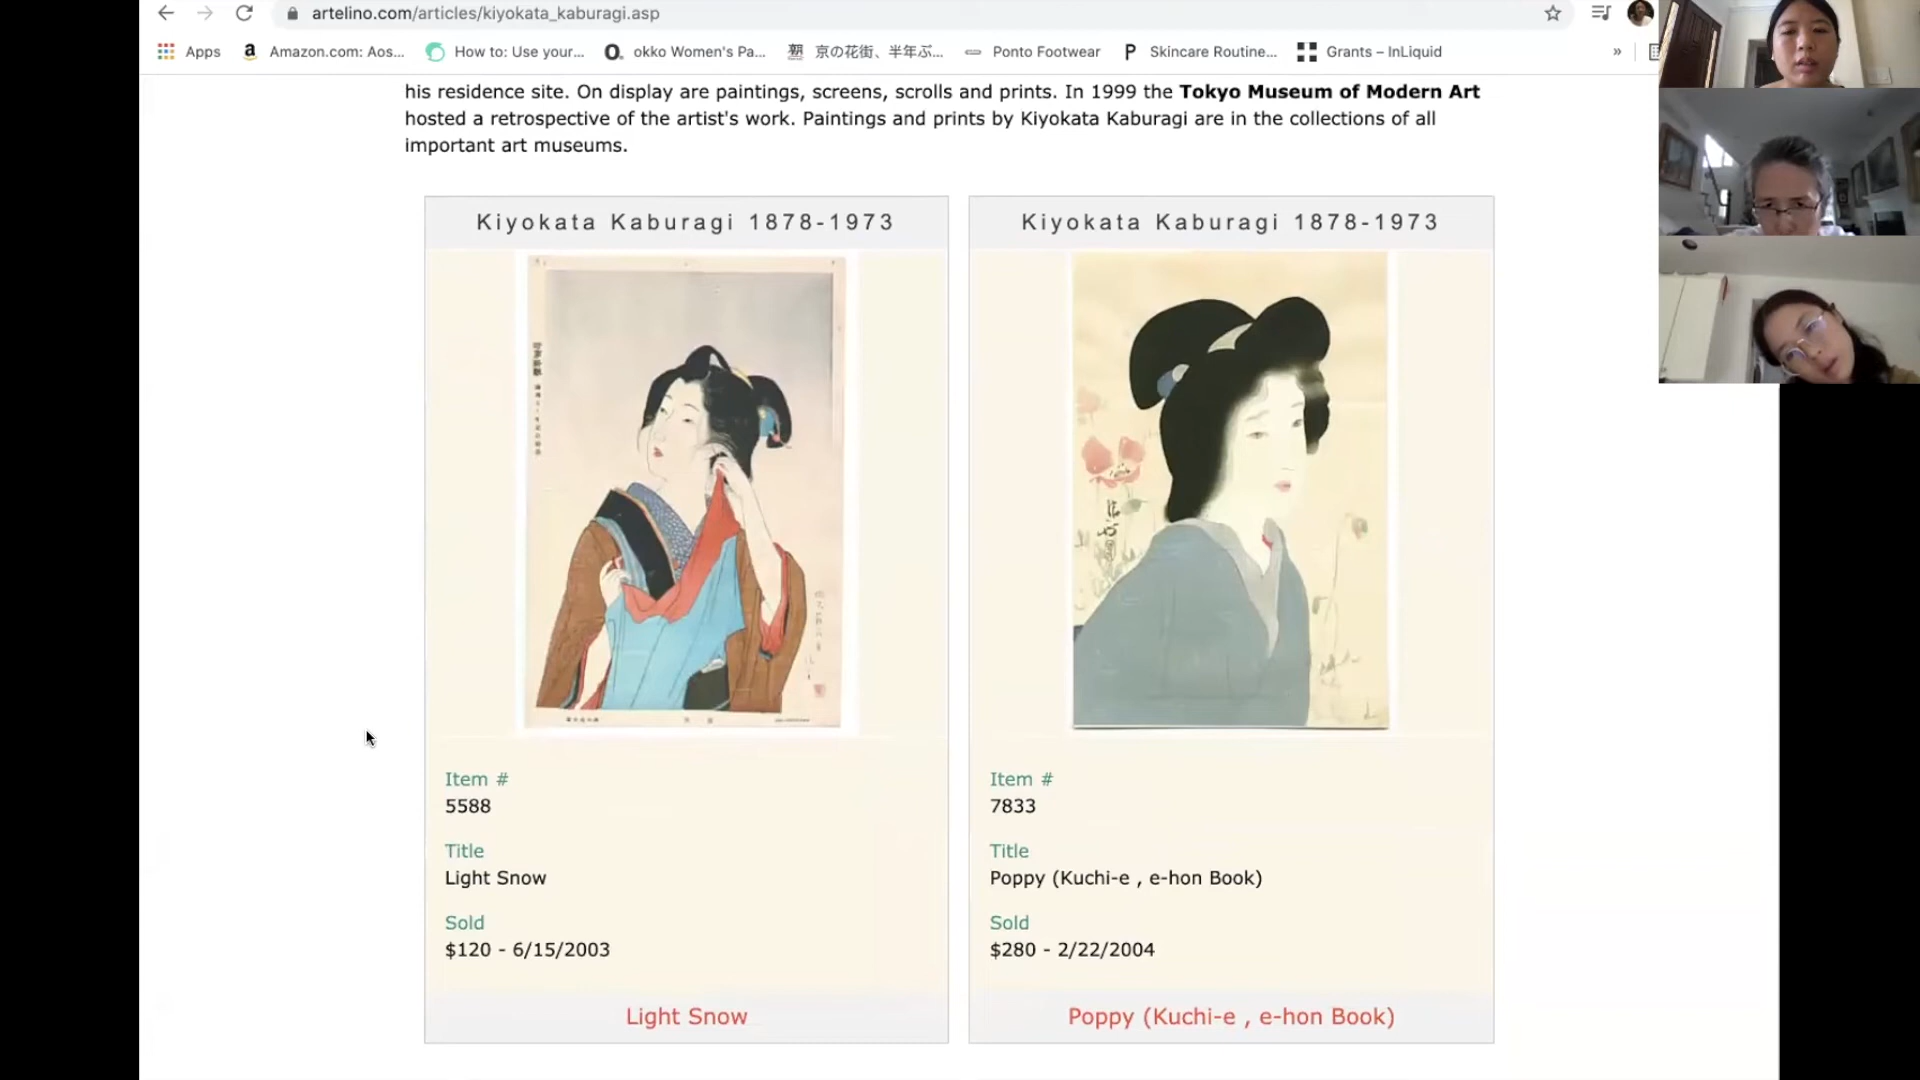 artelino.com/articles/kiyokata_kaburagi.asp
Apps Amazon.com: Aos... How to: Use your... okko Women's Pa... 京の花街、半年ぶ... Ponto Footwear Skincare Routine... Grants – InLiquid »
his residence site. On display are paintings, screens, scrolls and prints. In 1999 the Tokyo Museum of Modern Art
hosted a retrospective of the artist's work. Paintings and prints by Kiyokata Kaburagi are in the collections of all
important art museums.
Kiyokata Kaburagi 1878-1973
Item #
5588
Title
Light Snow
Sold
$120 - 6/15/2003
Light Snow
Kiyokata Kaburagi 1878-1973
Item #
7833
Title
Poppy (Kuchi-e , e-hon Book)
Sold
$280 - 2/22/2004
Poppy (Kuchi-e , e-hon Book)